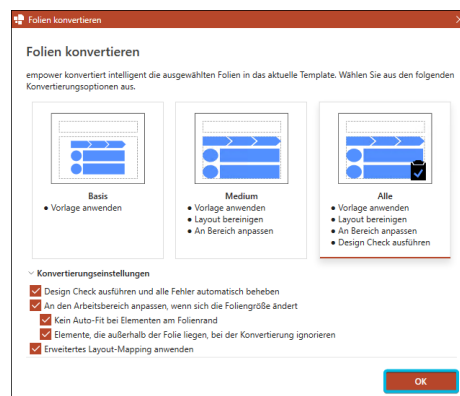 Folien konvertieren
Folien konvertieren
empower konvertiert intelligent die ausgewählten Folien in das aktuelle Template. Wählen Sie aus den folgenden
Konvertierungsoptionen aus.
Basis
• Vorlage anwenden
Medium
• Vorlage anwenden
• Layout bereinigen
• An Bereich anpassen
Alle
• Vorlage anwenden
• Layout bereinigen
• An Bereich anpassen
• Design Check ausführen
Konvertierungseinstellungen
Design Check ausführen und alle Fehler automatisch beheben
An den Arbeitsbereich anpassen, wenn sich die Foliengröße ändert
Kein Auto-Fit bei Elementen am Folienrand
Elemente, die außerhalb der Folie liegen, bei der Konvertierung ignorieren
Erweitertes Layout-Mapping anwenden
OK